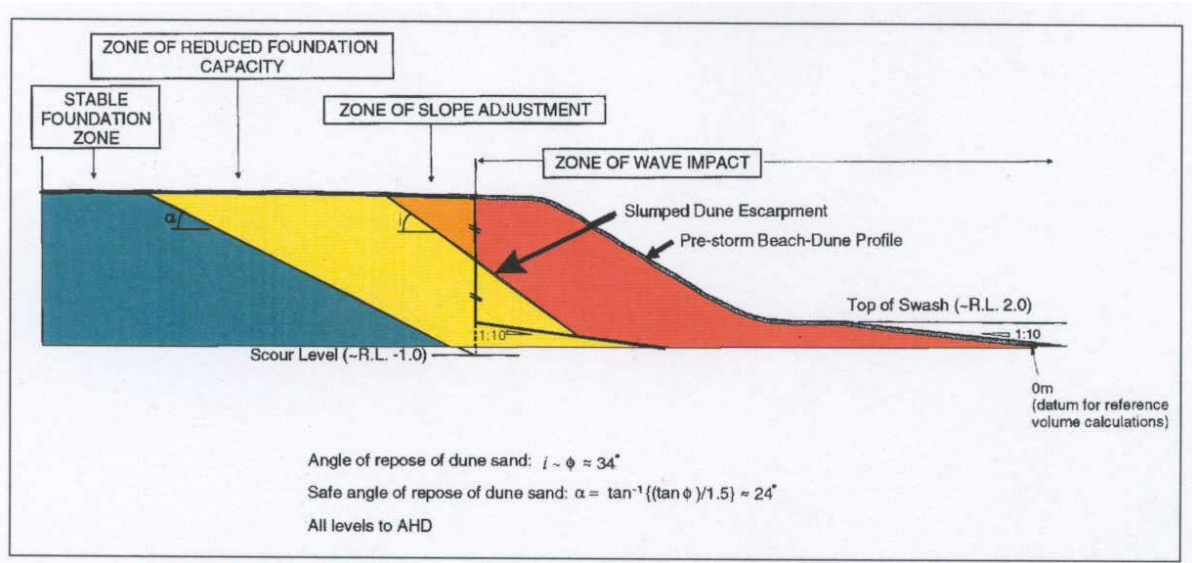 ZONE OF REDUCED FOUNDATION
CAPACITY
STABLE
FOUNDATION
ZONE
ZONE OF SLOPE ADJUSTMENT
ZONE OF WAVE IMPACT
Slumped Dune Escarpment
Pre-storm Beach-Dune Profile
α
i
Top of Swash (~R.L. 2.0)
1:10
1:10
Scour Level (~R.L. -1.0)
0m
(datum for reference
volume calculations)
Angle of repose of dune sand: i ~ ϕ ≈ 34°
Safe angle of repose of dune sand: α = tan⁻¹{(tan ϕ)/1.5} ≈ 24°
All levels to AHD